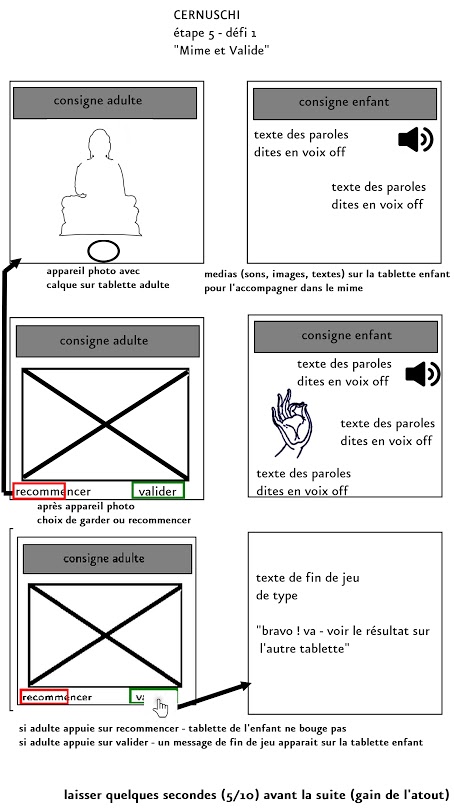 CERNUSCHI
étape 5 - défi 1
"Mime et Valide"
consigne adulte
consigne enfant
texte des paroles
dites en voix off
texte des paroles
dites en voix off
appareil photo avec
calque sur tablette adulte
medias (sons, images, textes) sur la tablette enfant
pour l'accompagner dans le mime
consigne adulte
consigne enfant
texte des paroles
dites en voix off
texte des paroles
dites en voix off
texte des paroles
dites en voix off
recommencer
valider
après appareil photo
choix de garder ou recommencer
consigne adulte
texte de fin de jeu
de type
"bravo ! va - voir le résultat sur
l'autre tablette"
recommencer
si adulte appuie sur recommencer - tablette de l'enfant ne bouge pas
si adulte appuie sur valider - un message de fin de jeu apparait sur la tablette enfant
laisser quelques secondes (5/10) avant la suite (gain de l'atout)